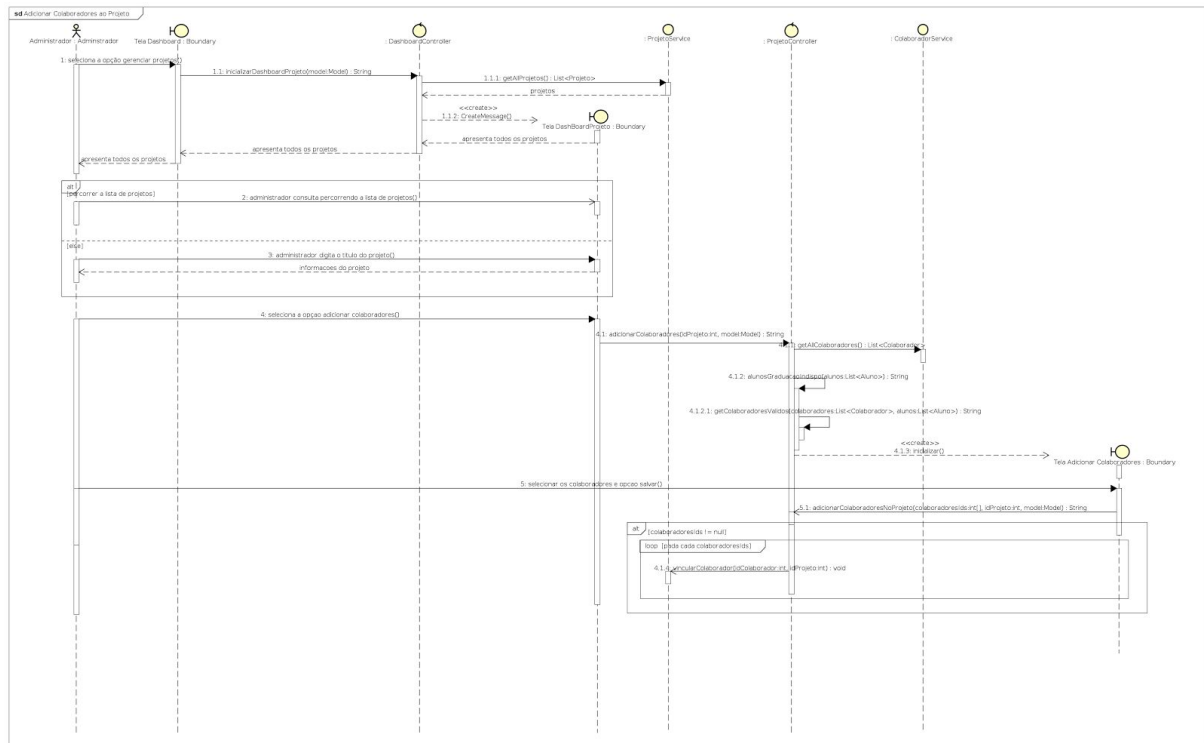 sd Adicionar Colaboradores ao Projeto
Administrador : Adminstrador
Tela Dashboard : Boundary
: DashboardController
: ProjetoService
: ProjetoController
: ColaboradorService
1: seleciona a opção gerenciar projetos()
1.1: inicializarDashboardProjeto(model:Model) : String
1.1.1: getAllProjetos() : List<Projeto>
projetos
<<create>>
1.1.2: CreateMessage()
Tela DashBoardProjeto : Boundary
apresenta todos os projetos
apresenta todos os projetos
apresenta todos os projetos
alt
[percorrer a lista de projetos]
2: administrador consulta percorrendo a lista de projetos()
[else]
3: administrador digita o titulo do projeto()
informacoes do projeto
4: seleciona a opçao adicionar colaboradores()
4.1: adicionarColaboradores(idProjeto:int, model:Model) : String
getAllColaboradores() : List<Colaborador>
4.1.2: alunosGraduacaoIndispo(alunos:List<Aluno>) : String
4.1.2.1: getColaboradoresValidos(colaboradores:List<Colaborador>, alunos:List<Aluno>) : String
<<create>>
4.1.3: inicializar()
Tela Adicionar Colaboradores : Boundary
5: selecionar os colaboradores e opcao salvar()
5.1: adicionarColaboradoresNoProjeto(colaboradoresIds:int[], idProjeto:int, model:Model) : String
alt
[colaboradoresIds != null]
loop [pada cada colaboradoresIds]
4.1.4: vincularColaborador(idColaborador:int, idProjeto:int) : void